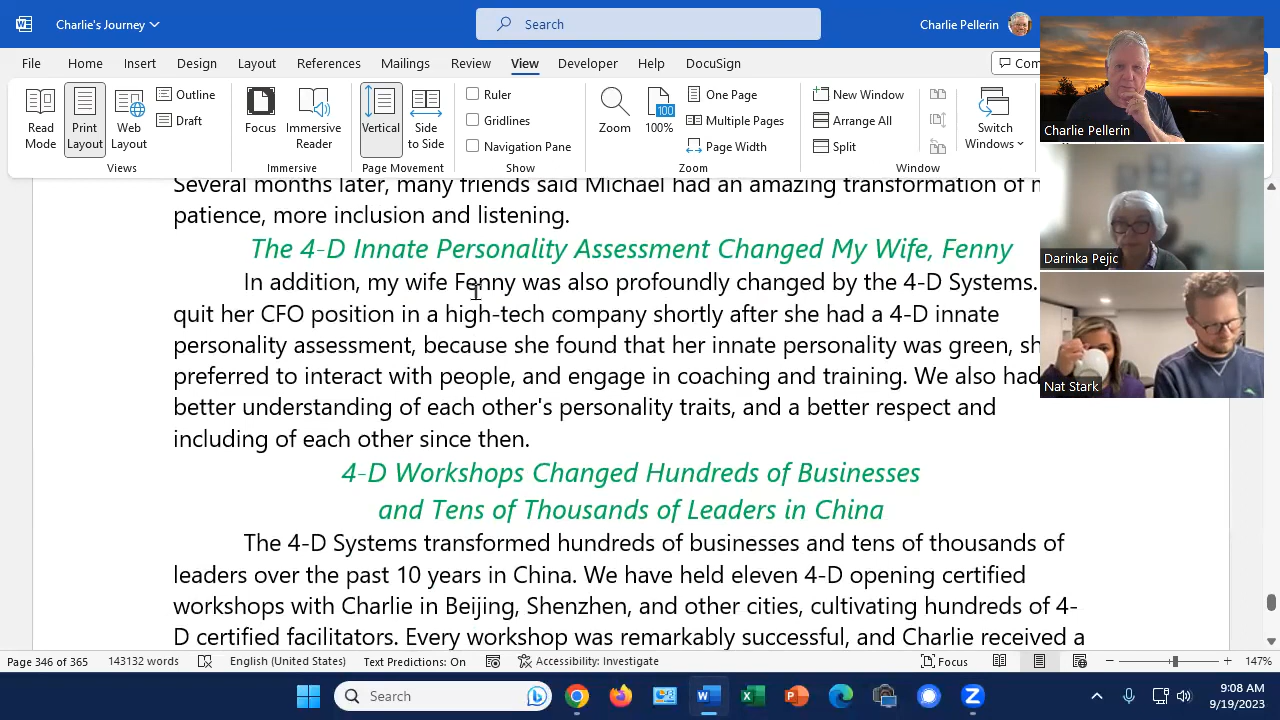 Charlie's Journey
Search
Charlie Pellerin
File Home Insert Design Layout References Mailings Review View Developer Help DocuSign Com
Read Mode
Print Layout
Web Layout
Outline
Draft
Views
Focus
Immersive Reader
Immersive
Vertical
Side to Side
Page Movement
Ruler
Gridlines
Navigation Pane
Show
Zoom
100
100%
One Page
Multiple Pages
Page Width
Zoom
New Window
Arrange All
Split
Switch Windows
Window
Charlie Pellerin
Darinka Pejic
Nat Stark
Several months later, many friends said Michael had an amazing transformation of
patience, more inclusion and listening.
The 4-D Innate Personality Assessment Changed My Wife, Fenny
In addition, my wife Fenny was also profoundly changed by the 4-D Systems.
quit her CFO position in a high-tech company shortly after she had a 4-D innate
personality assessment, because she found that her innate personality was green, sh
preferred to interact with people, and engage in coaching and training. We also had
better understanding of each other's personality traits, and a better respect and
including of each other since then.
4-D Workshops Changed Hundreds of Businesses
and Tens of Thousands of Leaders in China
The 4-D Systems transformed hundreds of businesses and tens of thousands of
leaders over the past 10 years in China. We have held eleven 4-D opening certified
workshops with Charlie in Beijing, Shenzhen, and other cities, cultivating hundreds of 4-
D certified facilitators. Every workshop was remarkably successful, and Charlie received a
Page 346 of 365 143132 words English (United States) Text Predictions: On Accessibility: Investigate Focus 147%
Search
9:08 AM
9/19/2023